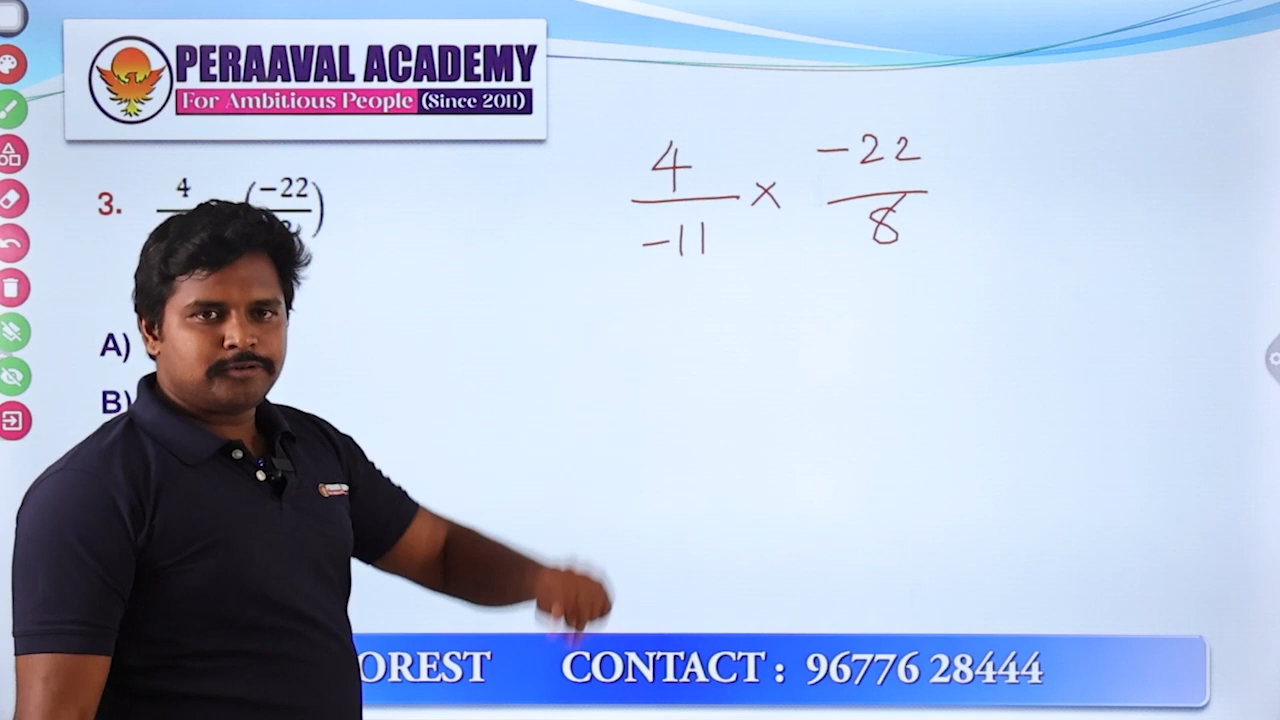 PERAAVAL ACADEMY
For Ambitious People (Since 2011)
3. 4 (-22)
4 × -22
-11 8
A)
B)
OREST CONTACT : 96776 28444